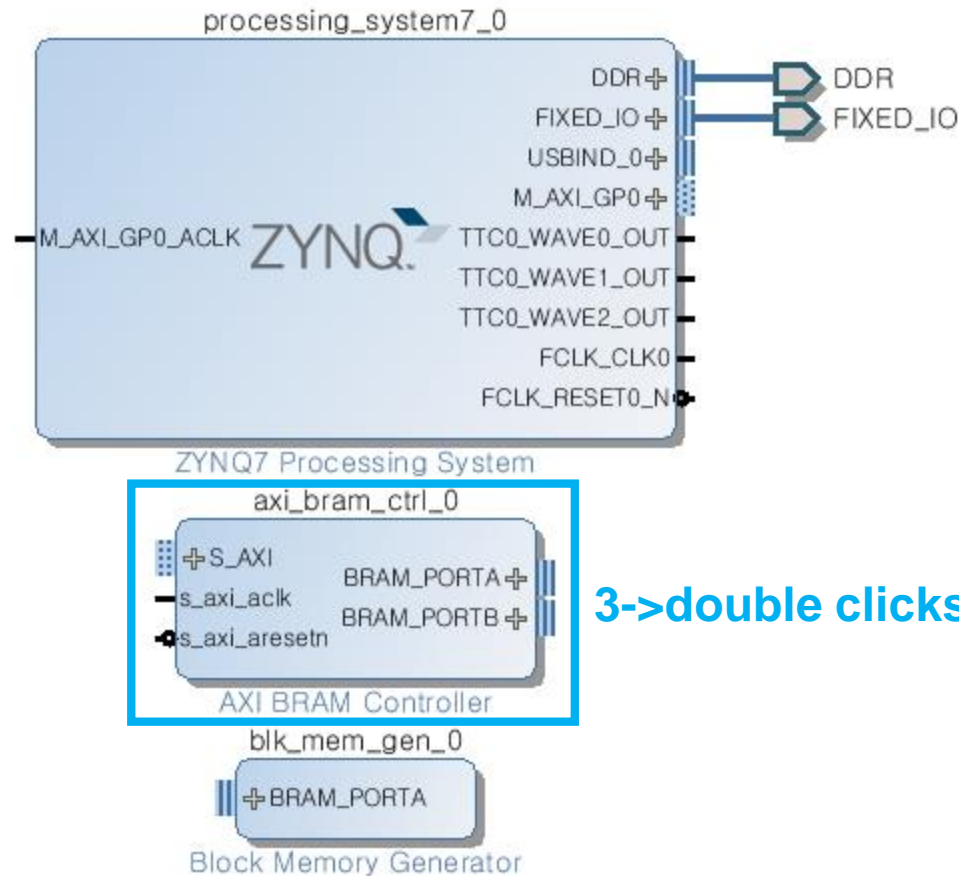 processing_system7_0
DDR
DDR
FIXED_IO
FIXED_IO
USBIND_0
M_AXI_GP0
M_AXI_GP0_ACLK
ZYNQ
TTC0_WAVE0_OUT
TTC0_WAVE1_OUT
TTC0_WAVE2_OUT
FCLK_CLK0
FCLK_RESET0_N
ZYNQ7 Processing System
axi_bram_ctrl_0
S_AXI
BRAM_PORTA
s_axi_aclk
BRAM_PORTB
s_axi_aresetn
3->double clicks
AXI BRAM Controller
blk_mem_gen_0
BRAM_PORTA
Block Memory Generator